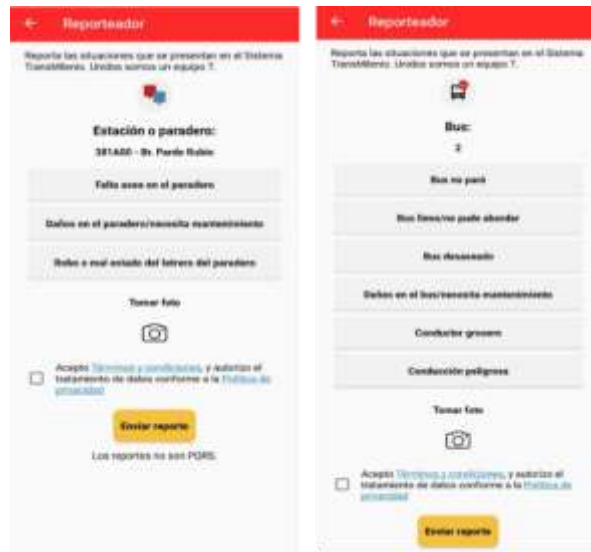 Reporteador
Reporta las situaciones que se presentan en el Sistema
TransMilenio. Unidos somos un equipo T.
Estación o paradero:
381A00 - Br. Pardo Rubio
Falta aseo en el paradero
Daños en el paradero/necesita mantenimiento
Robo o mal estado del letrero del paradero
Tomar foto
Acepto Términos y condiciones, y autorizo el
tratamiento de datos conforme a la Política de
privacidad
Enviar reporte
Los reportes no son PQRS.
Reporteador
Reporta las situaciones que se presentan en el Sistema
TransMilenio. Unidos somos un equipo T.
Bus:
2
Bus no paró
Bus lleno/no pude abordar
Bus desaseado
Daños en el bus/necesita mantenimiento
Conductor grosero
Conducción peligrosa
Tomar foto
Acepto Términos y condiciones, y autorizo el
tratamiento de datos conforme a la Política de
privacidad
Enviar reporte